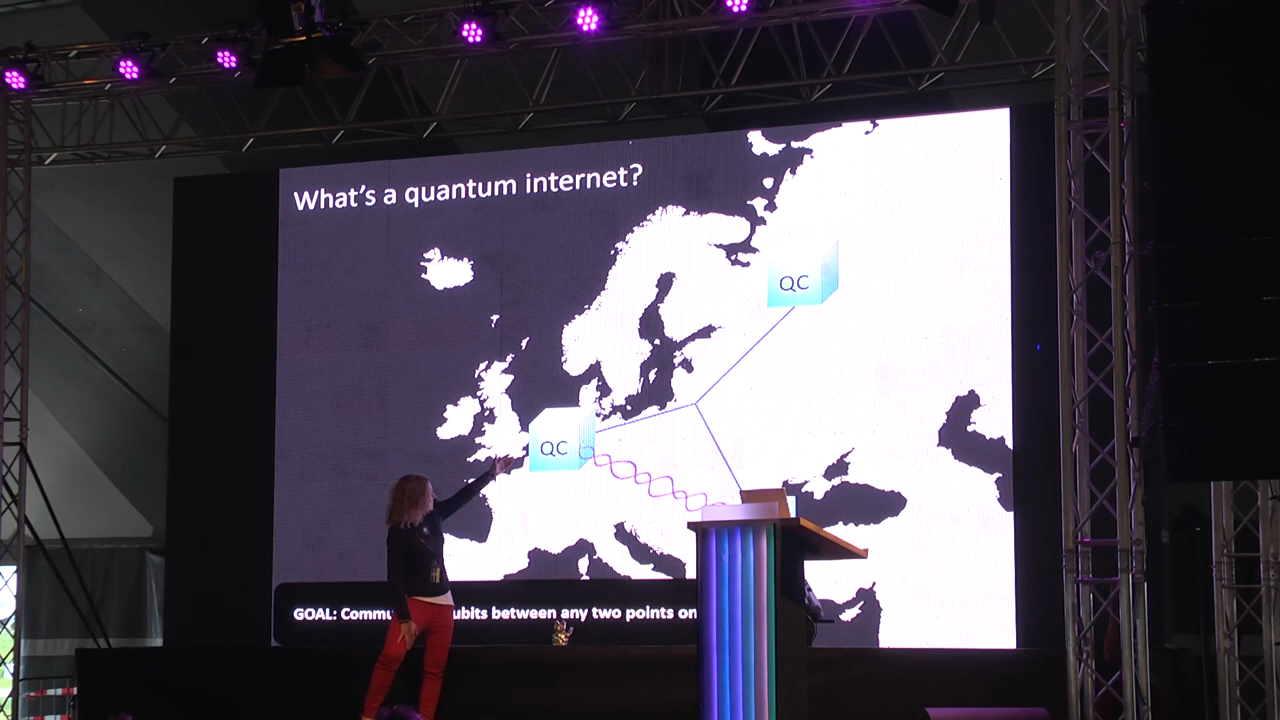 What's a quantum internet?
QC
QC
GOAL: Commu ubits between any two points on